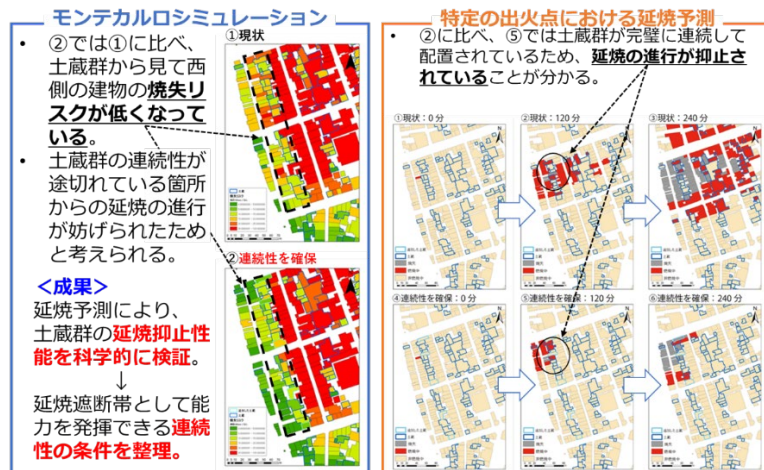 モンテカルロシミュレーション
• ②では①に比べ、
土蔵群から見て西
側の建物の焼失リ
スクが低くなって
いる。
• 土蔵群の連続性が
途切れている箇所
からの延焼の進行
が妨げられたため
と考えられる。
<成果>
延焼予測により、
土蔵群の延焼抑止性
能を科学的に検証。
↓
延焼遮断帯として能
力を発揮できる連続
性の条件を整理。
①現状
②連続性を確保
特定の出火点における延焼予測
• ②に比べ、⑤では土蔵群が完璧に連続して
配置されているため、延焼の進行が抑止さ
れていることが分かる。
①現状：0 分
②現状：120 分
③現状：240 分
④連続性を確保：0 分
⑤連続性を確保：120 分
⑥連続性を確保：240 分